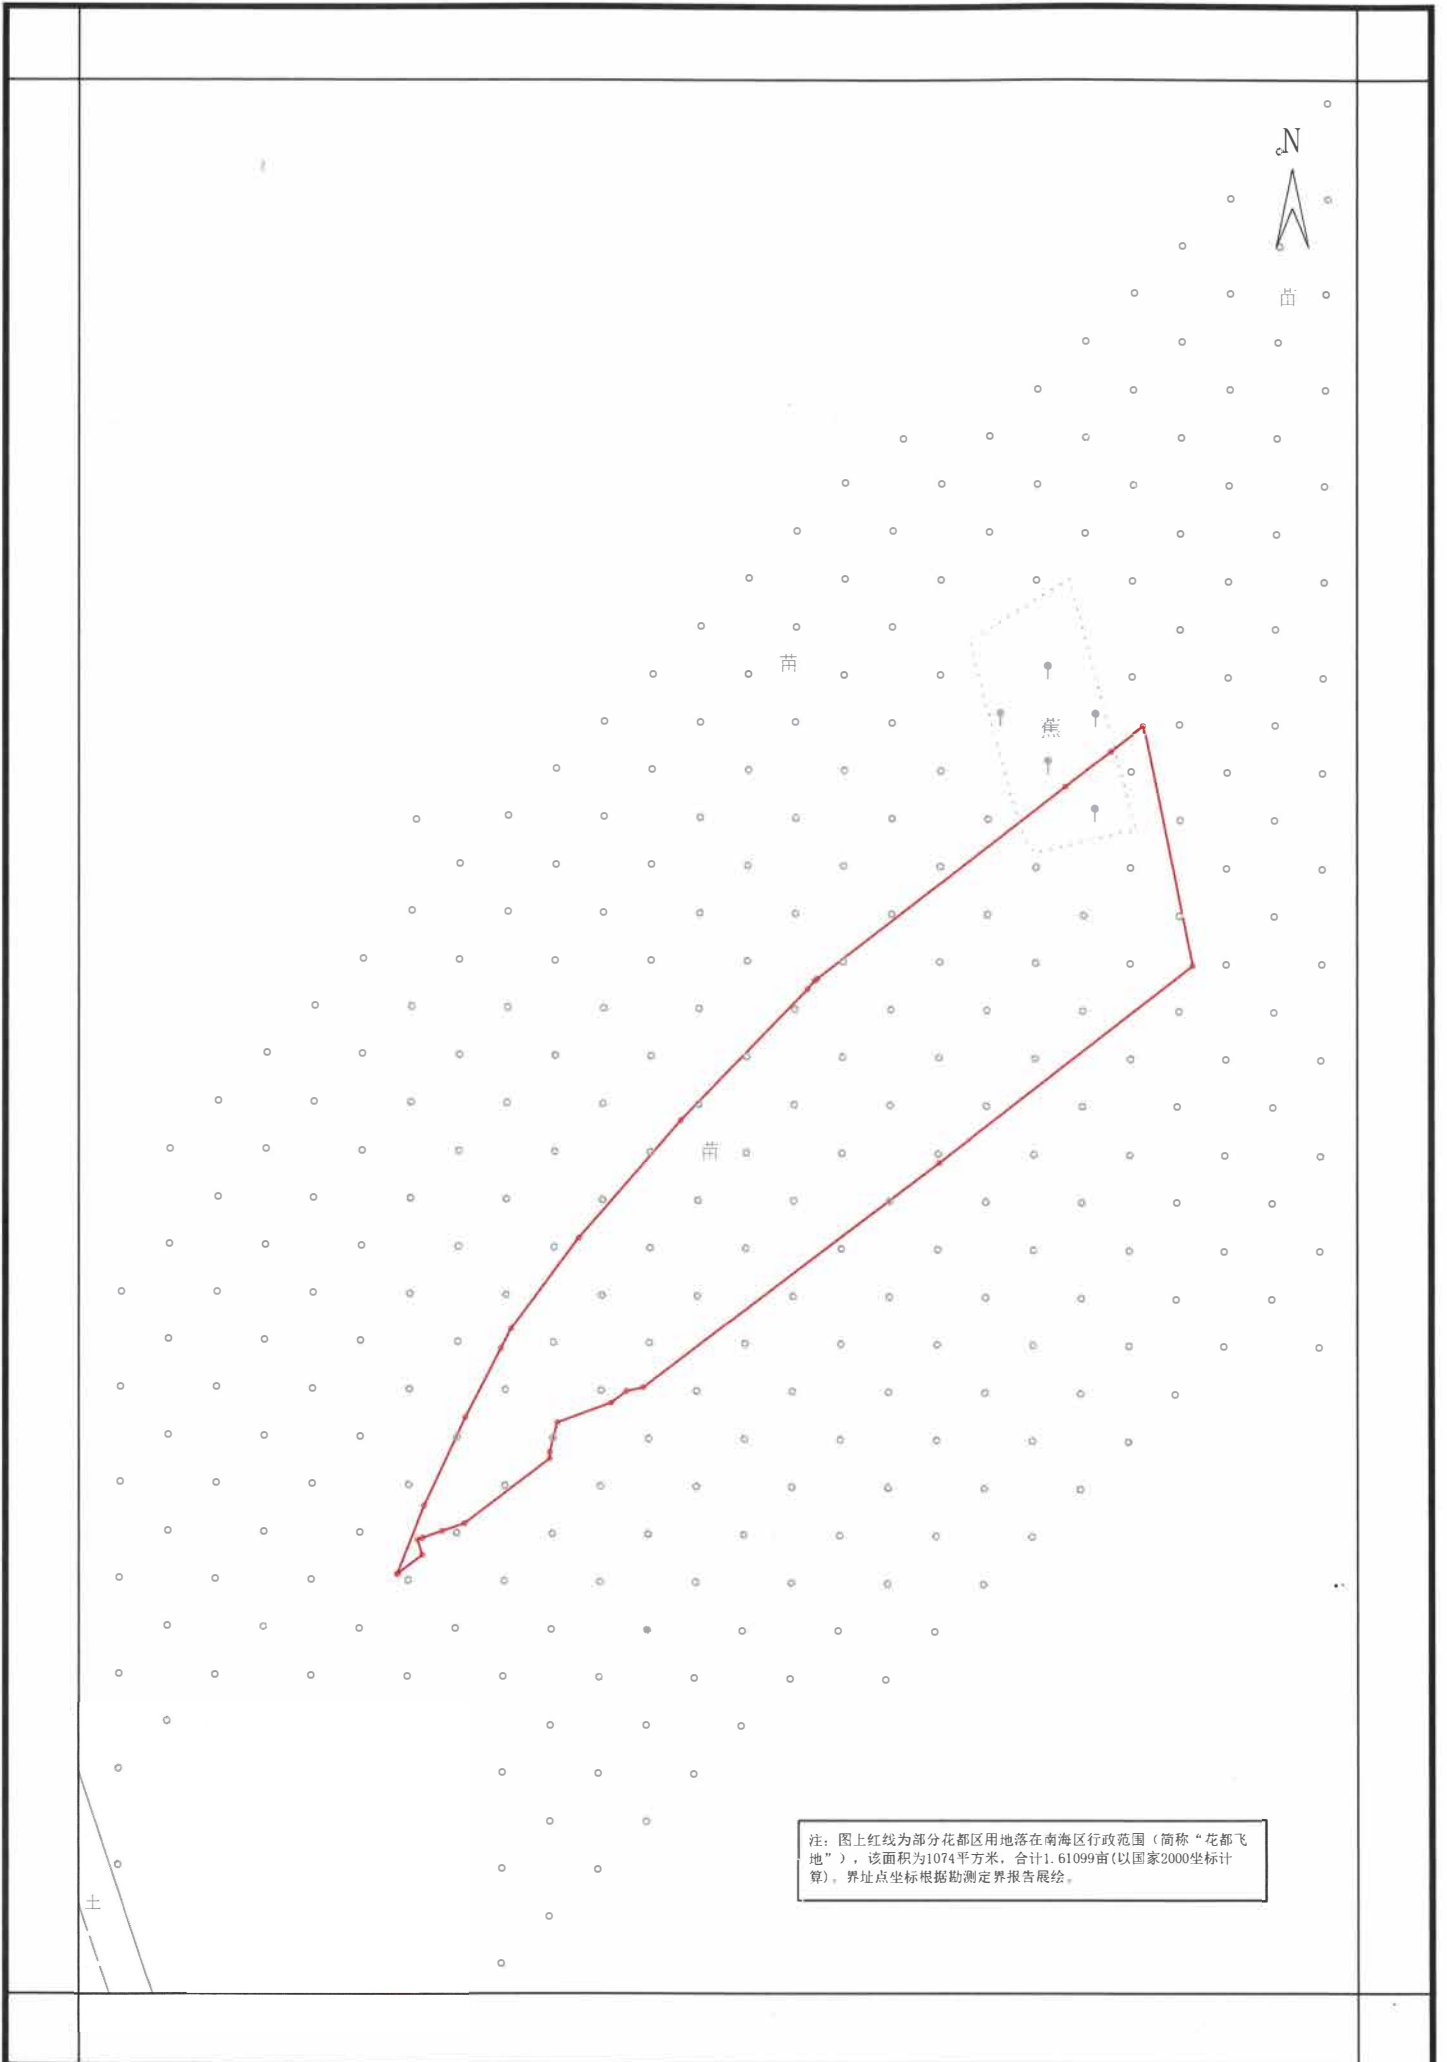 N
苗
苗
蕉
苗
注：图上红线为部分花都区用地落在南海区行政范围（简称“花都飞
地”），该面积为1074平方米，合计1.61099亩(以国家2000坐标计
算)。界址点坐标根据勘测定界报告展绘。
土